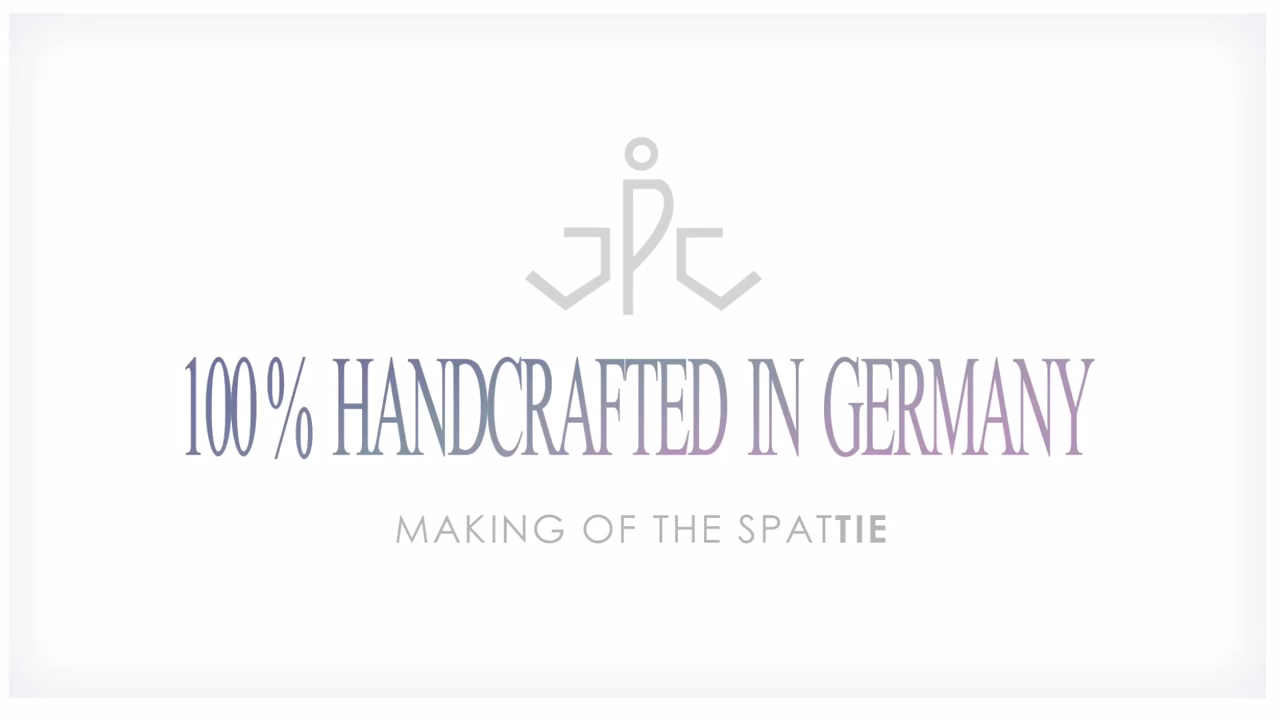 100% HANDCRAFTED IN GERMANY
MAKING OF THE SPATTIE